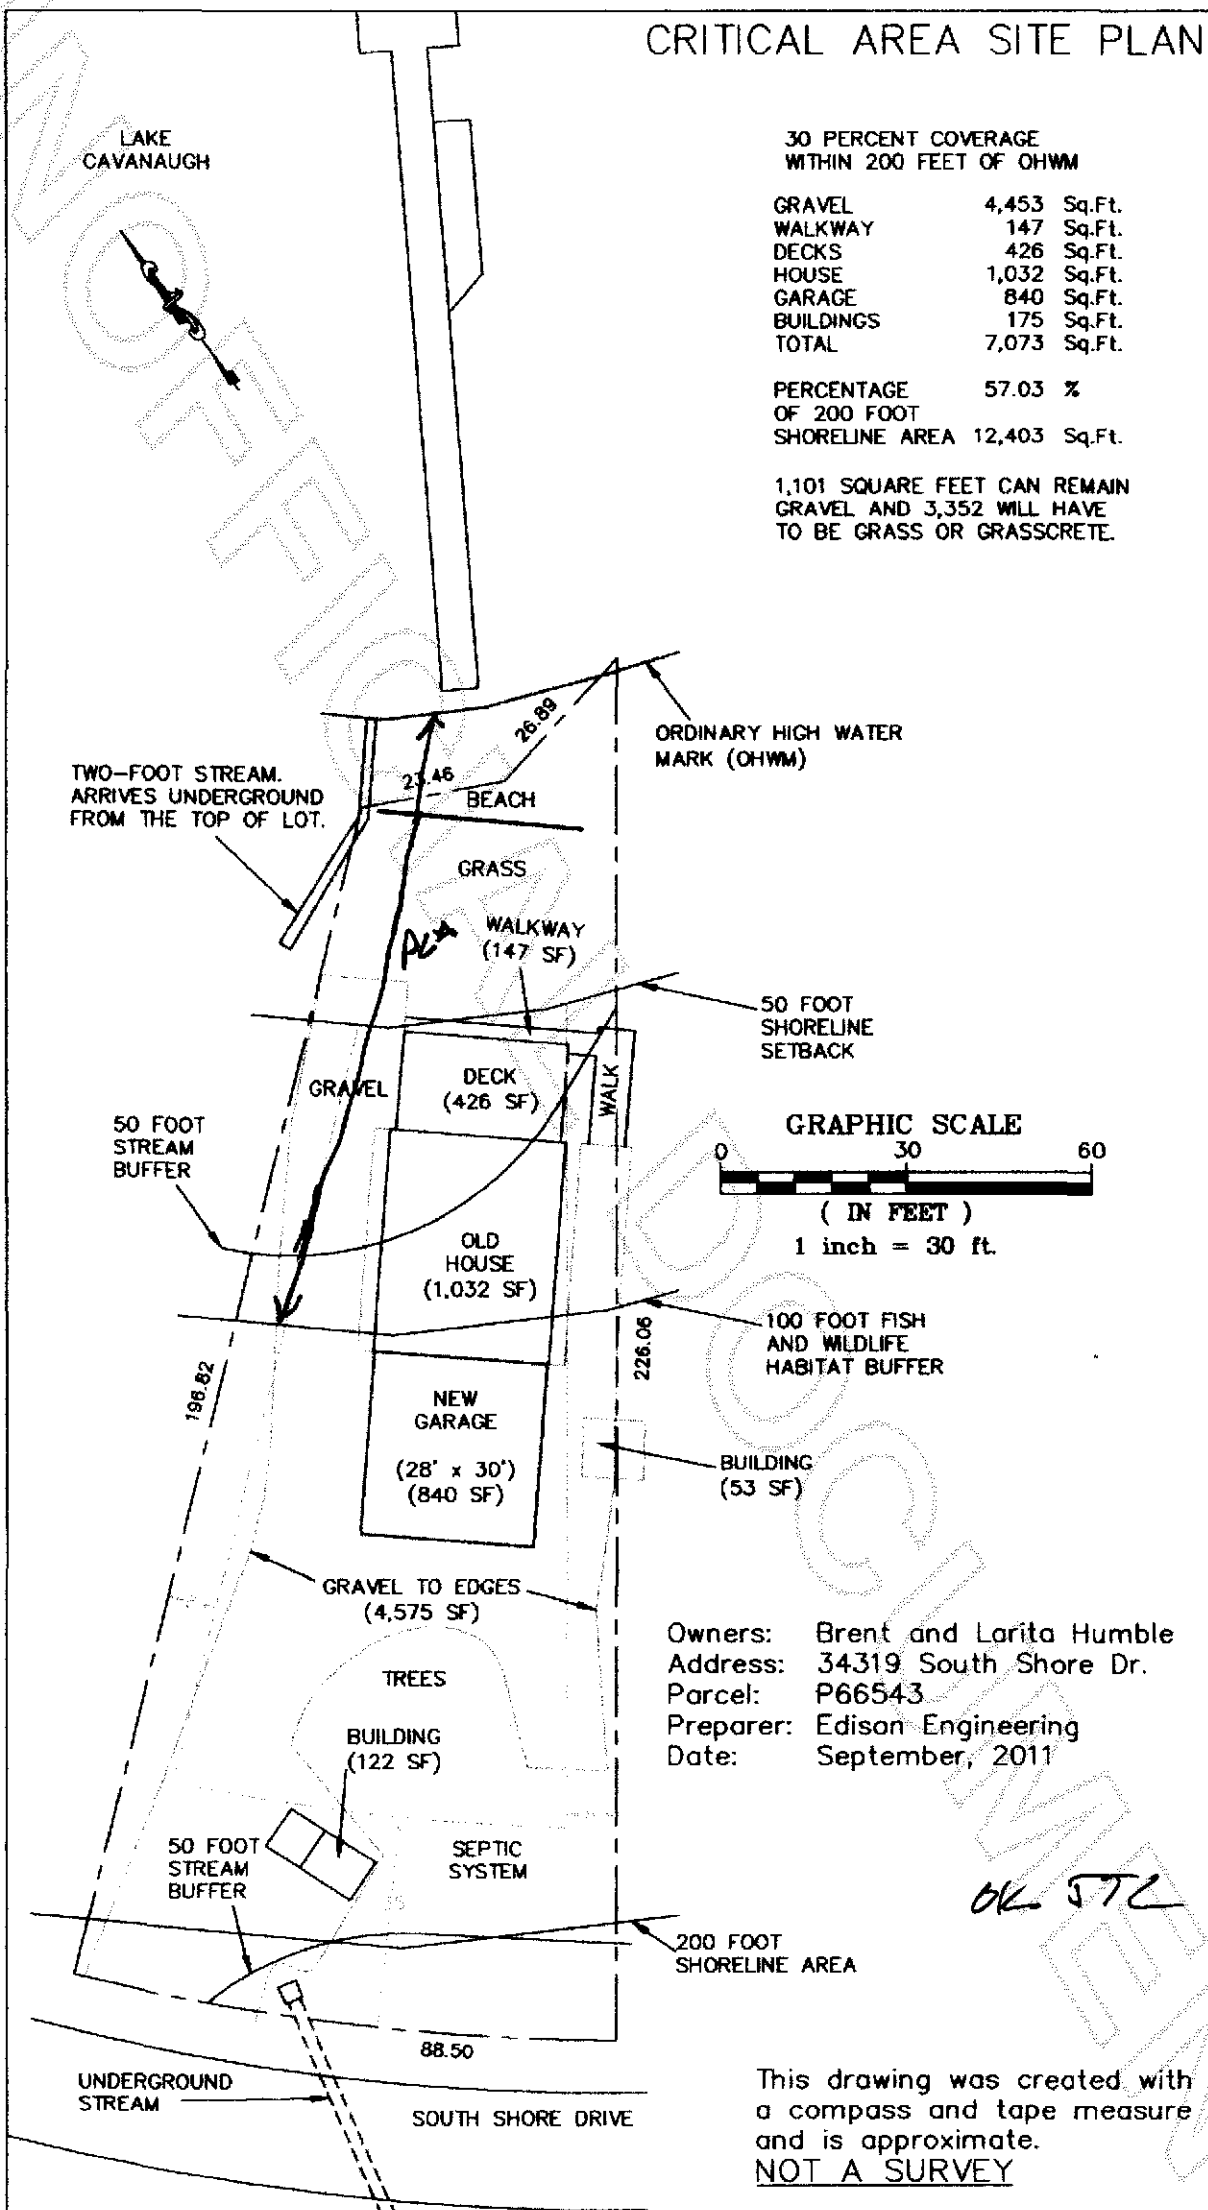 CRITICAL AREA SITE PLAN
LAKE
CAVANAUGH
30 PERCENT COVERAGE
WITHIN 200 FEET OF OHWM
GRAVEL 4,453 Sq.Ft.
WALKWAY 147 Sq.Ft.
DECKS 426 Sq.Ft.
HOUSE 1,032 Sq.Ft.
GARAGE 840 Sq.Ft.
BUILDINGS 175 Sq.Ft.
TOTAL 7,073 Sq.Ft.
PERCENTAGE 57.03 %
OF 200 FOOT
SHORELINE AREA 12,403 Sq.Ft.
1,101 SQUARE FEET CAN REMAIN
GRAVEL AND 3,352 WILL HAVE
TO BE GRASS OR GRASSCRETE.
26.89
ORDINARY HIGH WATER
MARK (OHWM)
23.46
BEACH
TWO-FOOT STREAM.
ARRIVES UNDERGROUND
FROM THE TOP OF LOT.
GRASS
WALKWAY
(147 SF)
50 FOOT
SHORELINE
SETBACK
GRAVEL
DECK
(426 SF)
WALK
50 FOOT
STREAM
BUFFER
GRAPHIC SCALE
0 30 60
( IN FEET )
1 inch = 30 ft.
OLD
HOUSE
(1,032 SF)
100 FOOT FISH
AND WILDLIFE
HABITAT BUFFER
226.06
196.82
NEW
GARAGE
(28' x 30')
(840 SF)
BUILDING
(53 SF)
GRAVEL TO EDGES
(4,575 SF)
Owners: Brent and Larita Humble
Address: 34319 South Shore Dr.
Parcel: P66543
Preparer: Edison Engineering
Date: September, 2011
TREES
BUILDING
(122 SF)
50 FOOT
STREAM
BUFFER
SEPTIC
SYSTEM
OK
200 FOOT
SHORELINE AREA
88.50
UNDERGROUND
STREAM
SOUTH SHORE DRIVE
This drawing was created with
a compass and tape measure
and is approximate.
NOT A SURVEY
UNOFFICIAL DOCUMENT